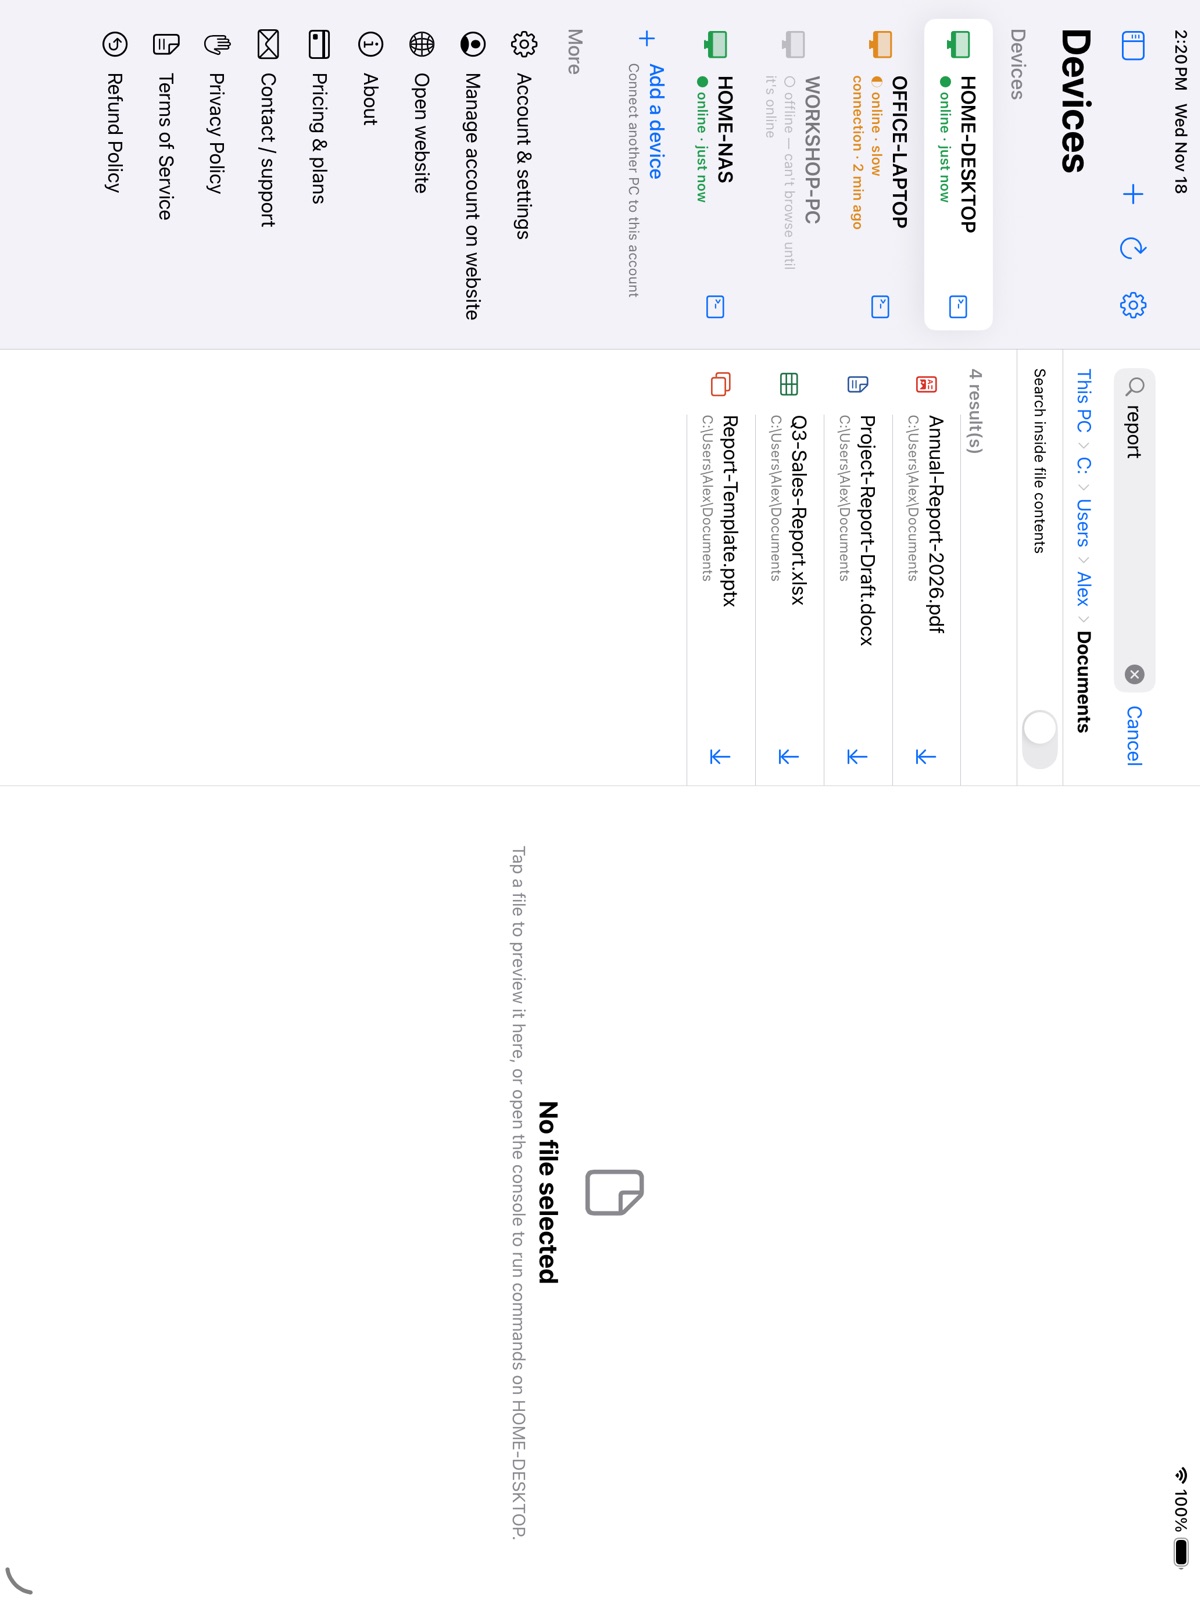 2:20 PM Wed Nov 18
100%
Devices
Devices
HOME-DESKTOP
online · just now
OFFICE-LAPTOP
online · slow
connection · 2 min ago
WORKSHOP-PC
offline — can't browse until
it's online
HOME-NAS
online · just now
Add a device
Connect another PC to this account
More
Account & settings
Manage account on website
Open website
About
Pricing & plans
Contact / support
Privacy Policy
Terms of Service
Refund Policy
report
Cancel
This PC > C: > Users > Alex > Documents
Search inside file contents
4 result(s)
Annual-Report-2026.pdf
C:\Users\Alex\Documents
Project-Report-Draft.docx
C:\Users\Alex\Documents
Q3-Sales-Report.xlsx
C:\Users\Alex\Documents
Report-Template.pptx
C:\Users\Alex\Documents
No file selected
Tap a file to preview it here, or open the console to run commands on HOME-DESKTOP.